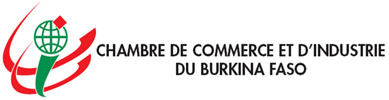 CHAMBRE DE COMMERCE ET D'INDUSTRIE
DU BURKINA FASO